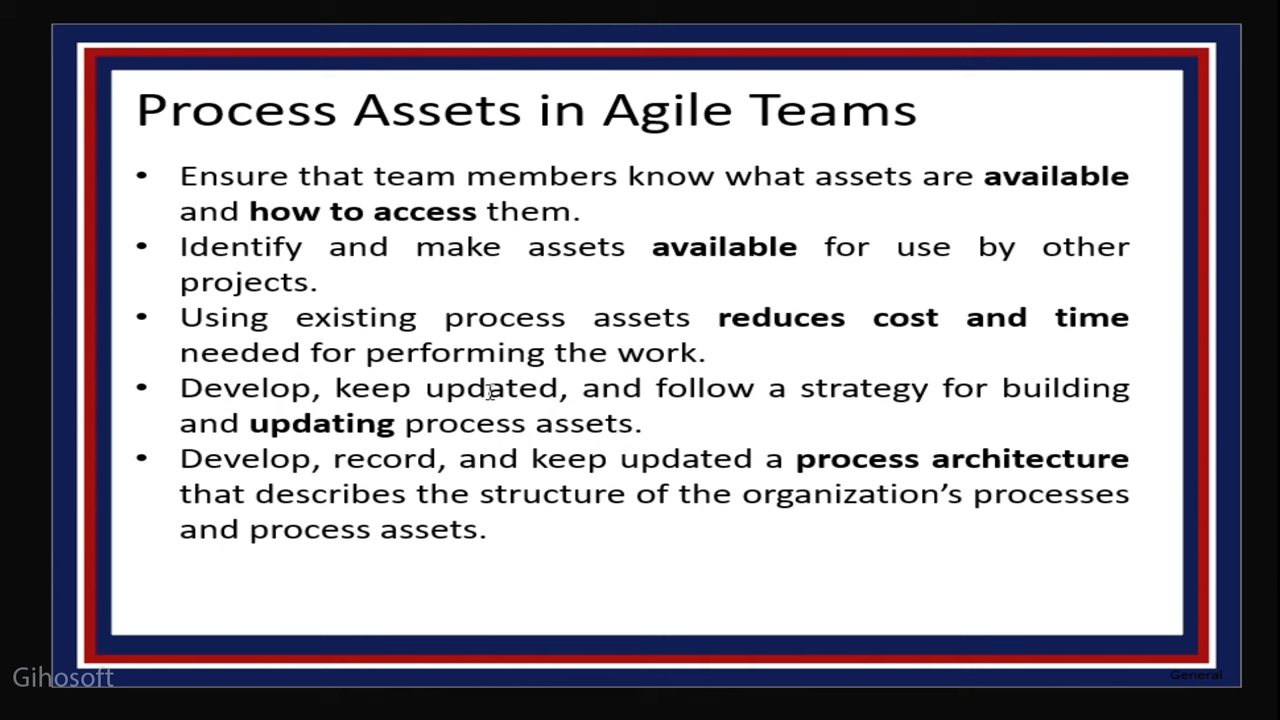 Process Assets in Agile Teams
• Ensure that team members know what assets are available
and how to access them.
• Identify and make assets available for use by other
projects.
• Using existing process assets reduces cost and time
needed for performing the work.
• Develop, keep updated, and follow a strategy for building
and updating process assets.
• Develop, record, and keep updated a process architecture
that describes the structure of the organization’s processes
and process assets.
Gihosoft
General